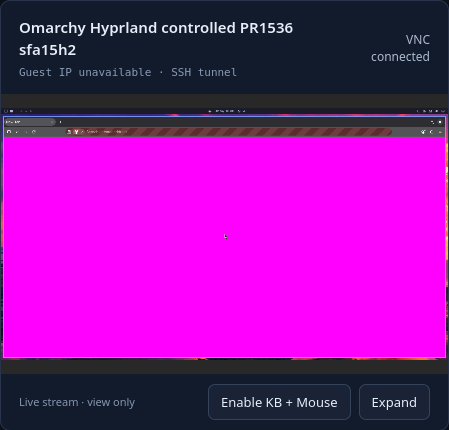 Omarchy Hyprland controlled PR1536
sfa15h2
VNC
connected
Guest IP unavailable · SSH tunnel
Live stream · view only
Enable KB + Mouse
Expand